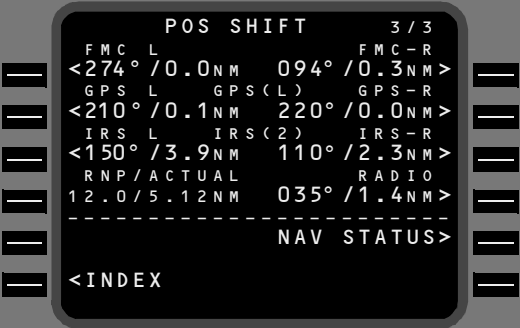 POS SHIFT 3/3
FMC L FMC-R
<274°/0.0NM 094°/0.3NM>
GPS L GPS(L) GPS-R
<210°/0.1NM 220°/0.0NM>
IRS L IRS(2) IRS-R
<150°/3.9NM 110°/2.3NM>
RNP/ACTUAL RADIO
12.0/5.12NM 035°/1.4NM>
----------------------------
NAV STATUS>
<INDEX